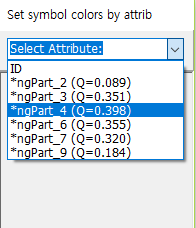 Set symbol colors by attrib
Select Attribute:
ID
*ngPart_2 (Q=0.089)
*ngPart_3 (Q=0.351)
*ngPart_4 (Q=0.398)
*ngPart_6 (Q=0.355)
*ngPart_7 (Q=0.320)
*ngPart_9 (Q=0.184)